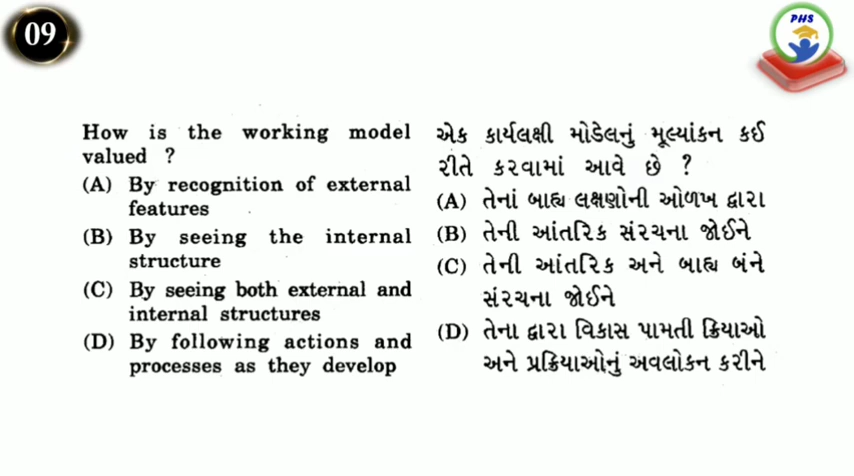 09
PHS
How is the working model
valued ?
(A) By recognition of external
features
(B) By seeing the internal
structure
(C) By seeing both external and
internal structures
(D) By following actions and
processes as they develop
એક કાર્યલક્ષી મોડેલનું મૂલ્યાંકન કઈ
રીતે કરવામાં આવે છે ?
(A) તેનાં બાહ્ય લક્ષણોની ઓળખ દ્વારા
(B) તેની આંતરિક સંરચના જોઈને
(C) તેની આંતરિક અને બાહ્ય બંને
સંરચના જોઈને
(D) તેના દ્વારા વિકાસ પામતી ક્રિયાઓ
અને પ્રક્રિયાઓનું અવલોકન કરીને